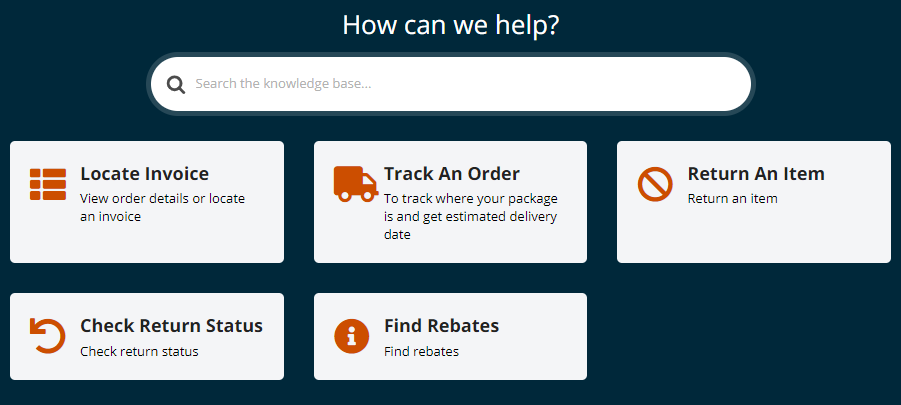 How can we help?
Search the knowledge base...
Locate Invoice
View order details or locate
an invoice
Track An Order
To track where your package
is and get estimated delivery
date
Return An Item
Return an item
Check Return Status
Check return status
Find Rebates
Find rebates